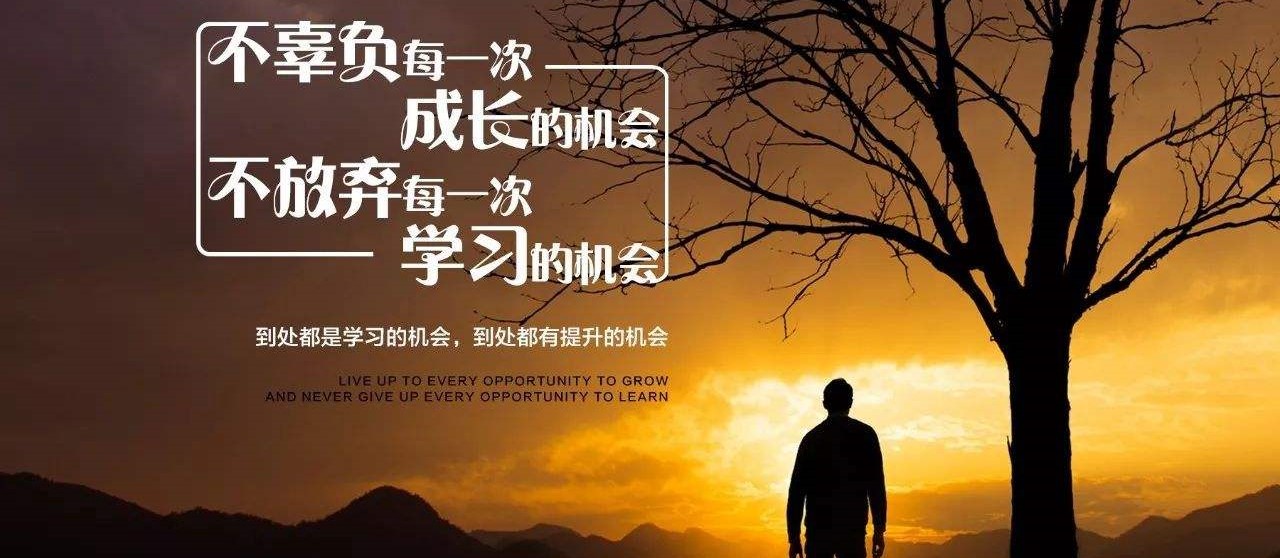 不辜负每一次
成长的机会
不放弃每一次
学习的机会
到处都是学习的机会，到处都有提升的机会
LIVE UP TO EVERY OPPORTUNITY TO GROW
AND NEVER GIVE UP EVERY OPPORTUNITY TO LEARN